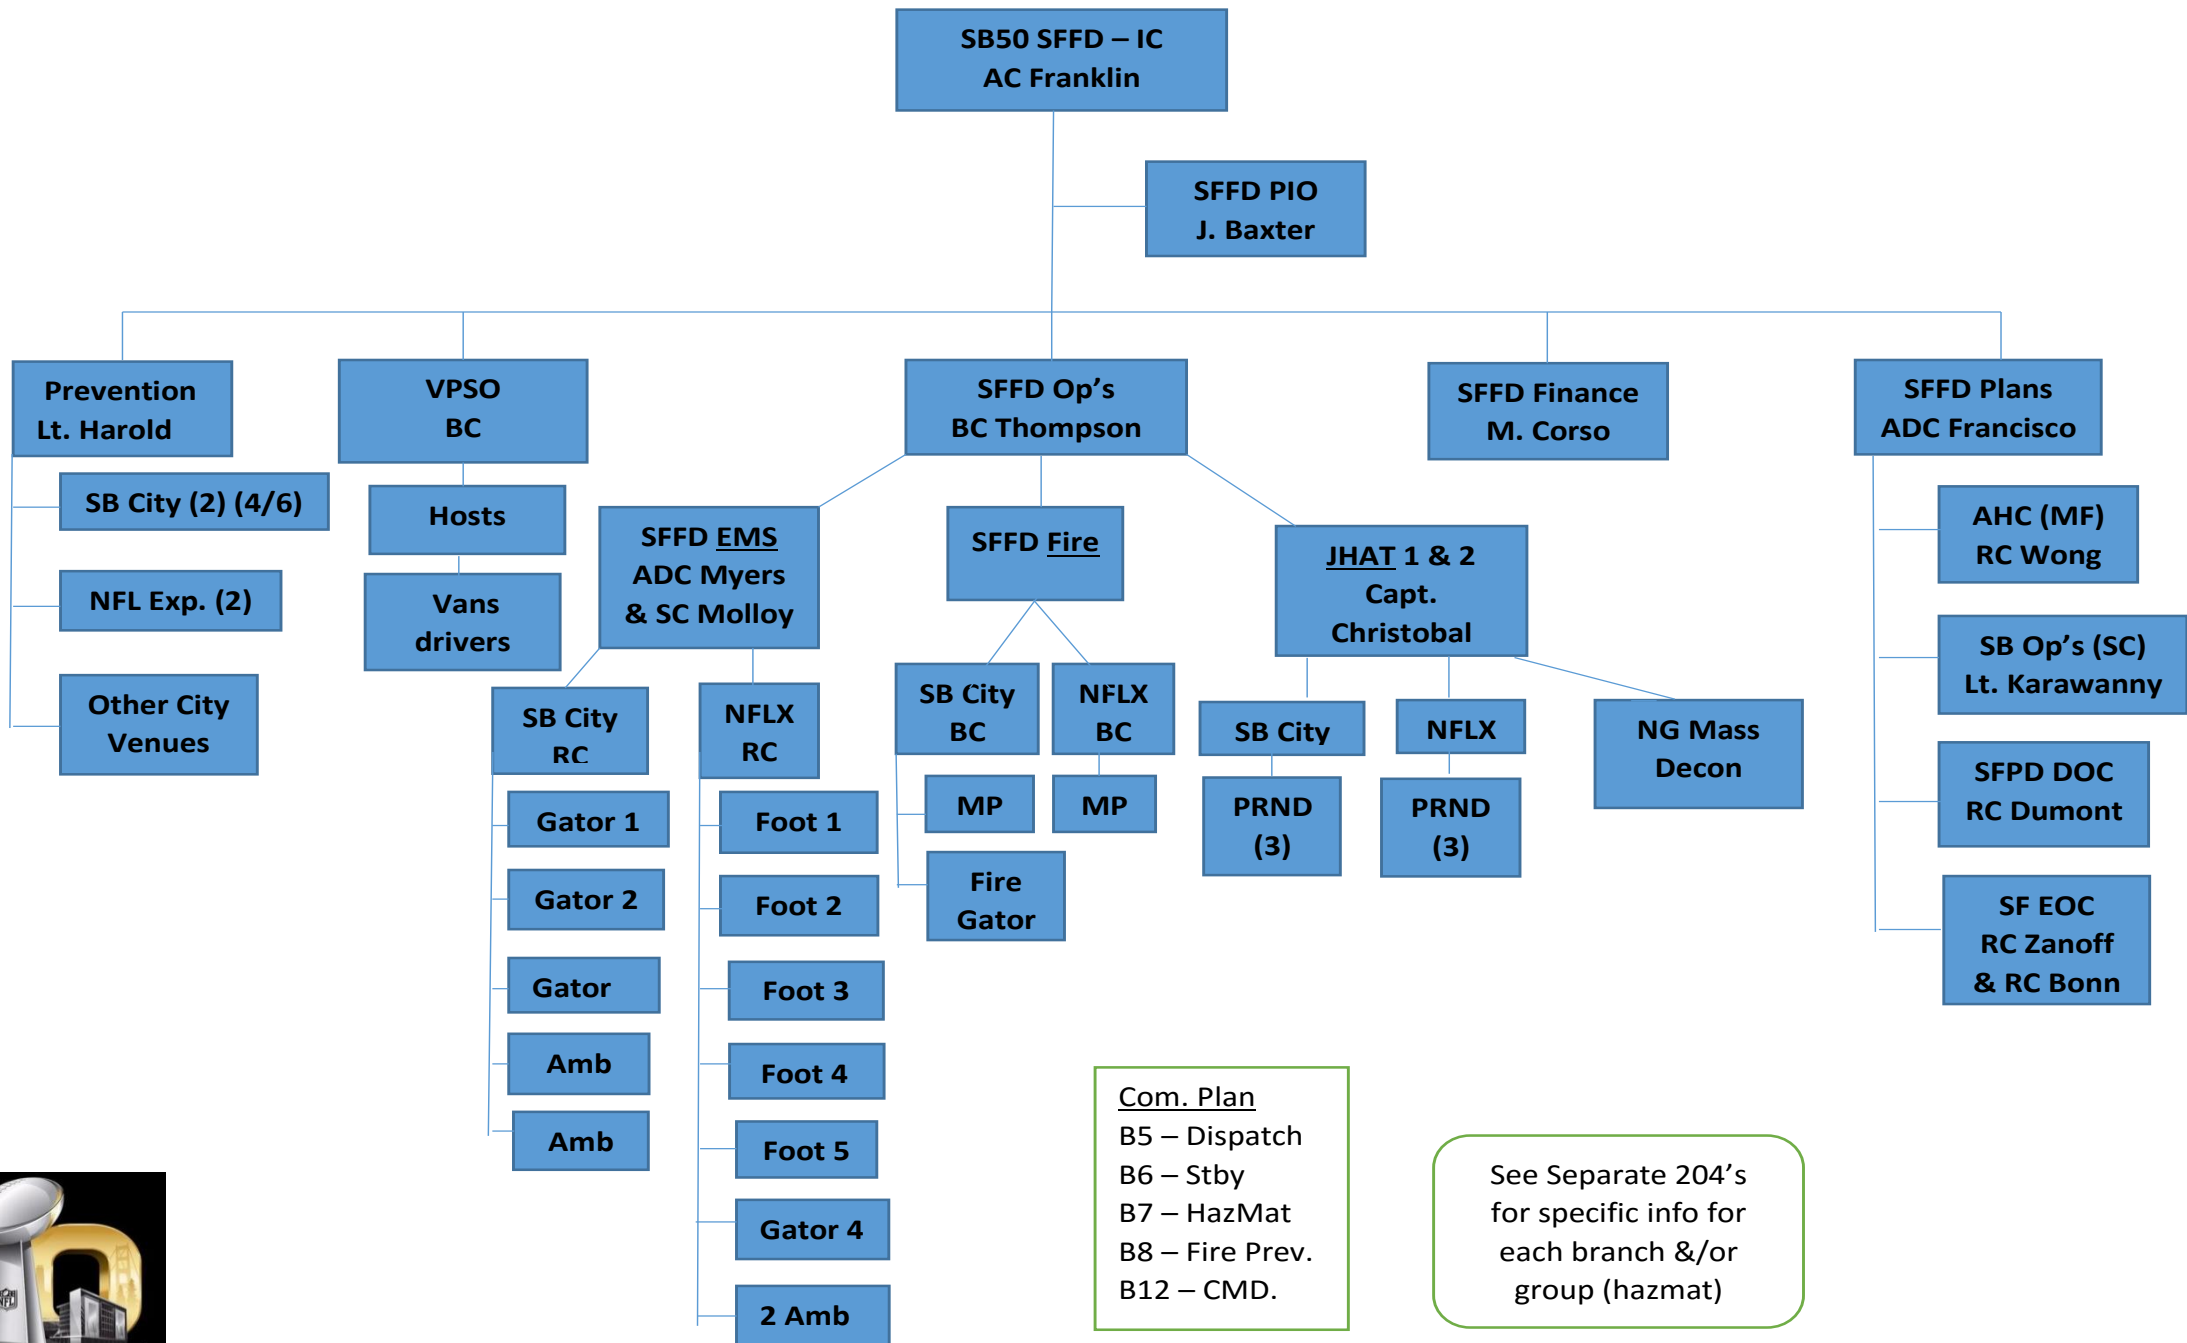 SB50 SFFD – IC
AC Franklin
SFFD PIO
J. Baxter
Prevention
Lt. Harold
SB City (2) (4/6)
NFL Exp. (2)
Other City
Venues
VPSO
BC
Hosts
Vans
drivers
SFFD Op’s
BC Thompson
SFFD EMS
ADC Myers
& SC Molloy
SB City
RC
Gator 1
Gator 2
Gator
Amb
Amb
NFLX
RC
Foot 1
Foot 2
Foot 3
Foot 4
Foot 5
Gator 4
2 Amb
SFFD Fire
SB City
BC
MP
Fire
Gator
NFLX
BC
MP
JHAT 1 & 2
Capt.
Christobal
SB City
PRND
(3)
NFLX
PRND
(3)
NG Mass
Decon
SFFD Finance
M. Corso
SFFD Plans
ADC Francisco
AHC (MF)
RC Wong
SB Op’s (SC)
Lt. Karawanny
SFPD DOC
RC Dumont
SF EOC
RC Zanoff
& RC Bonn
Com. Plan
B5 – Dispatch
B6 – Stby
B7 – HazMat
B8 – Fire Prev.
B12 – CMD.
See Separate 204’s
for specific info for
each branch &/or
group (hazmat)
NFL